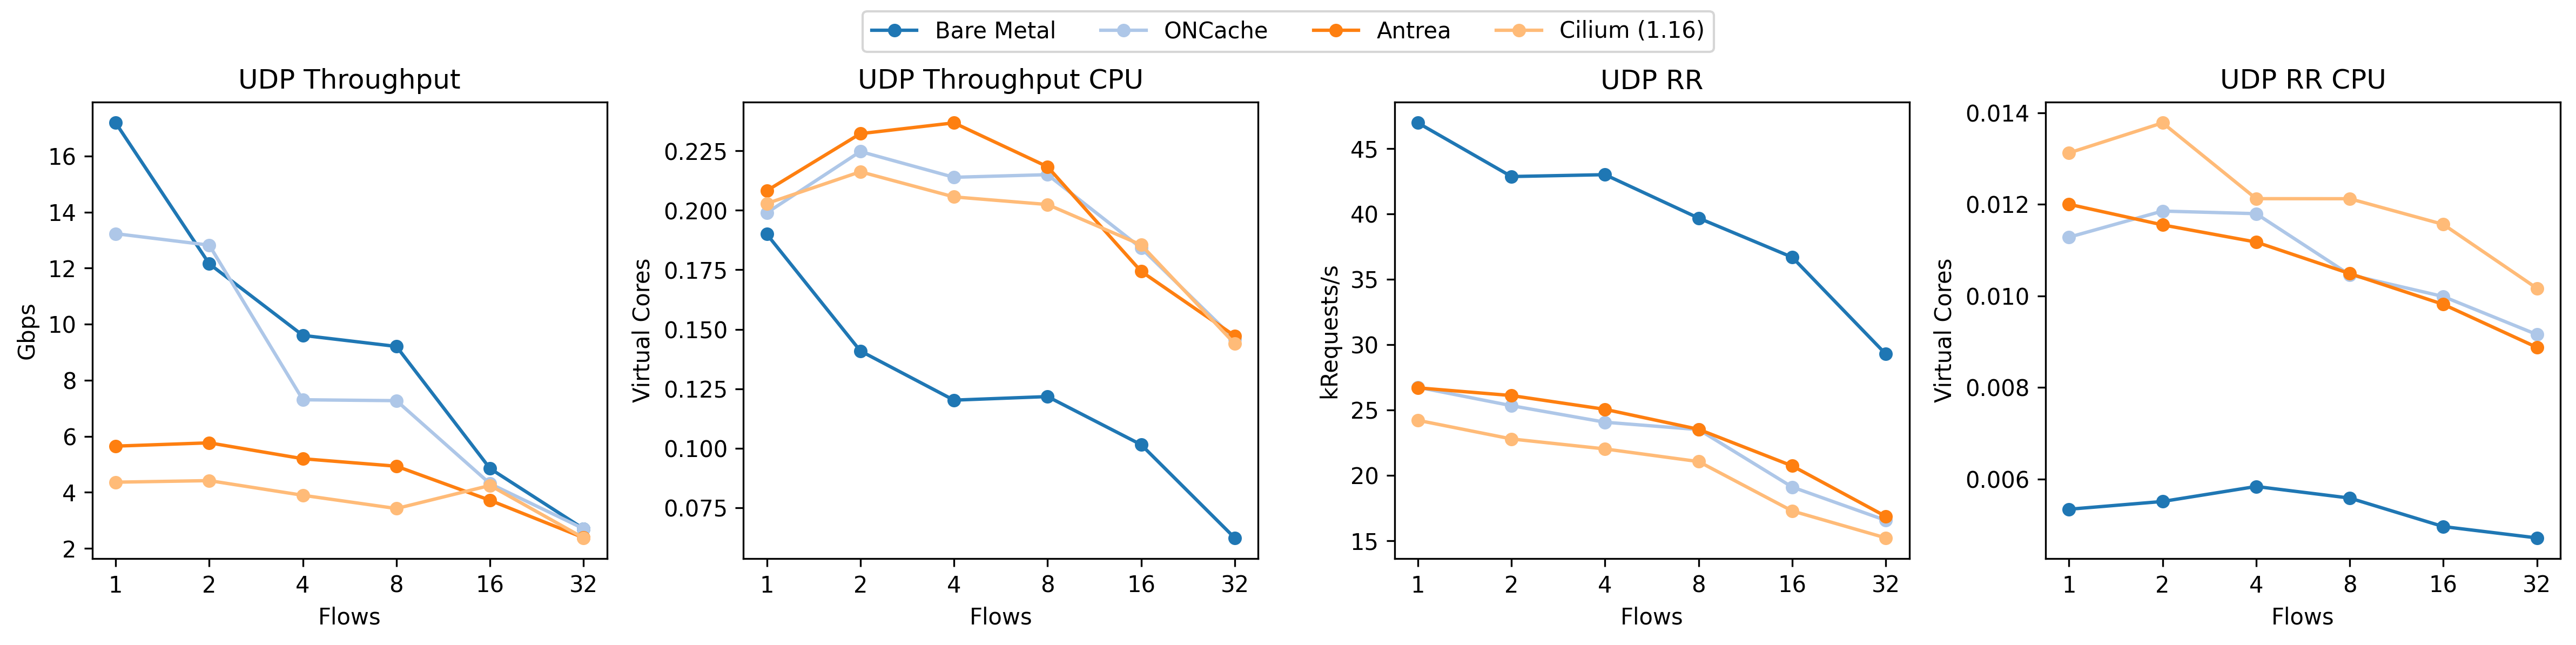 Bare Metal ONCache Antrea Cilium (1.16)
UDP Throughput
16
14
12
10
8
6
4
2
Gbps
1 2 4 8 16 32
Flows
UDP Throughput CPU
0.225
0.200
0.175
0.150
0.125
0.100
0.075
Virtual Cores
1 2 4 8 16 32
Flows
UDP RR
45
40
35
30
25
20
15
kRequests/s
1 2 4 8 16 32
Flows
UDP RR CPU
0.014
0.012
0.010
0.008
0.006
Virtual Cores
1 2 4 8 16 32
Flows